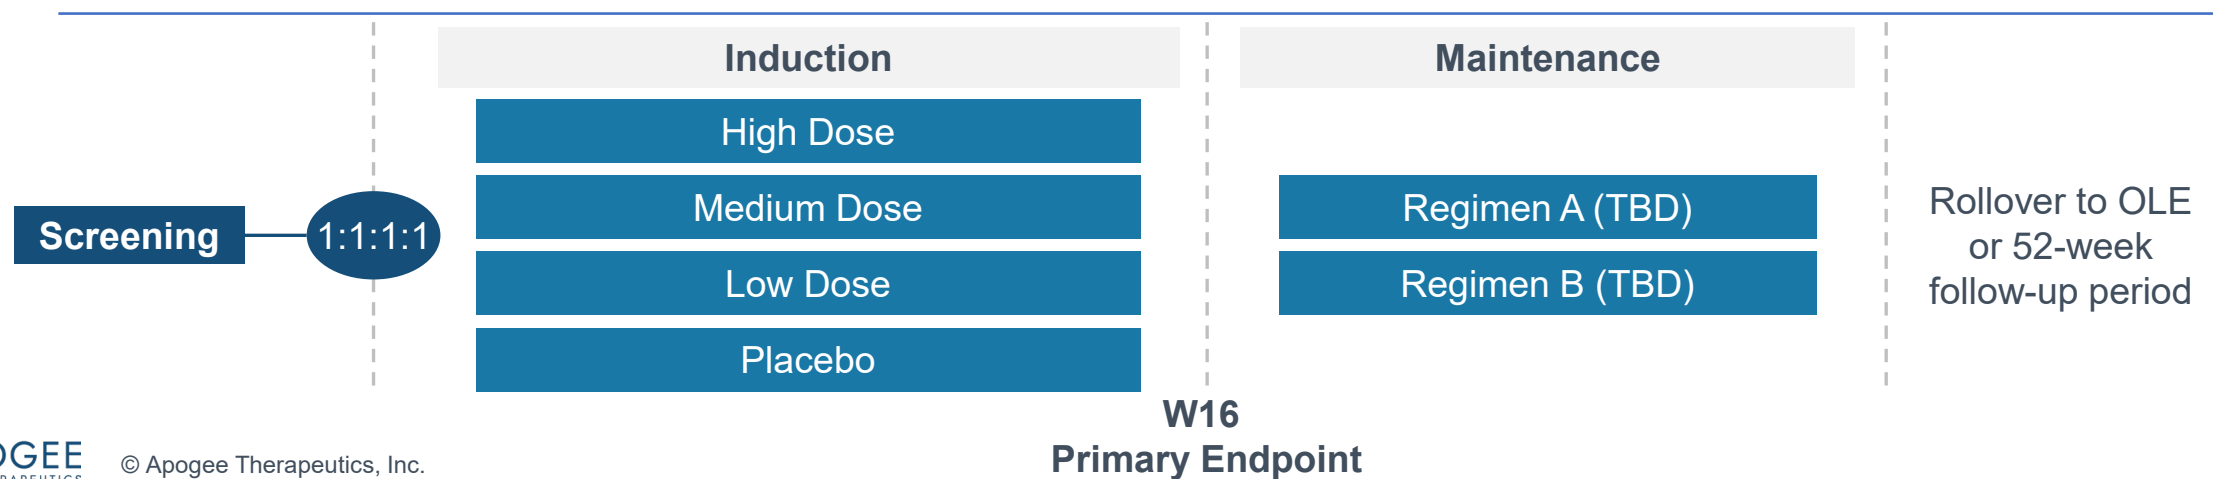 Induction
Maintenance
High Dose
Medium Dose
Regimen A (TBD)
Screening
1:1:1:1
Low Dose
Regimen B (TBD)
Placebo
Rollover to OLE
or 52-week
follow-up period
W16
Primary Endpoint
© Apogee Therapeutics, Inc.